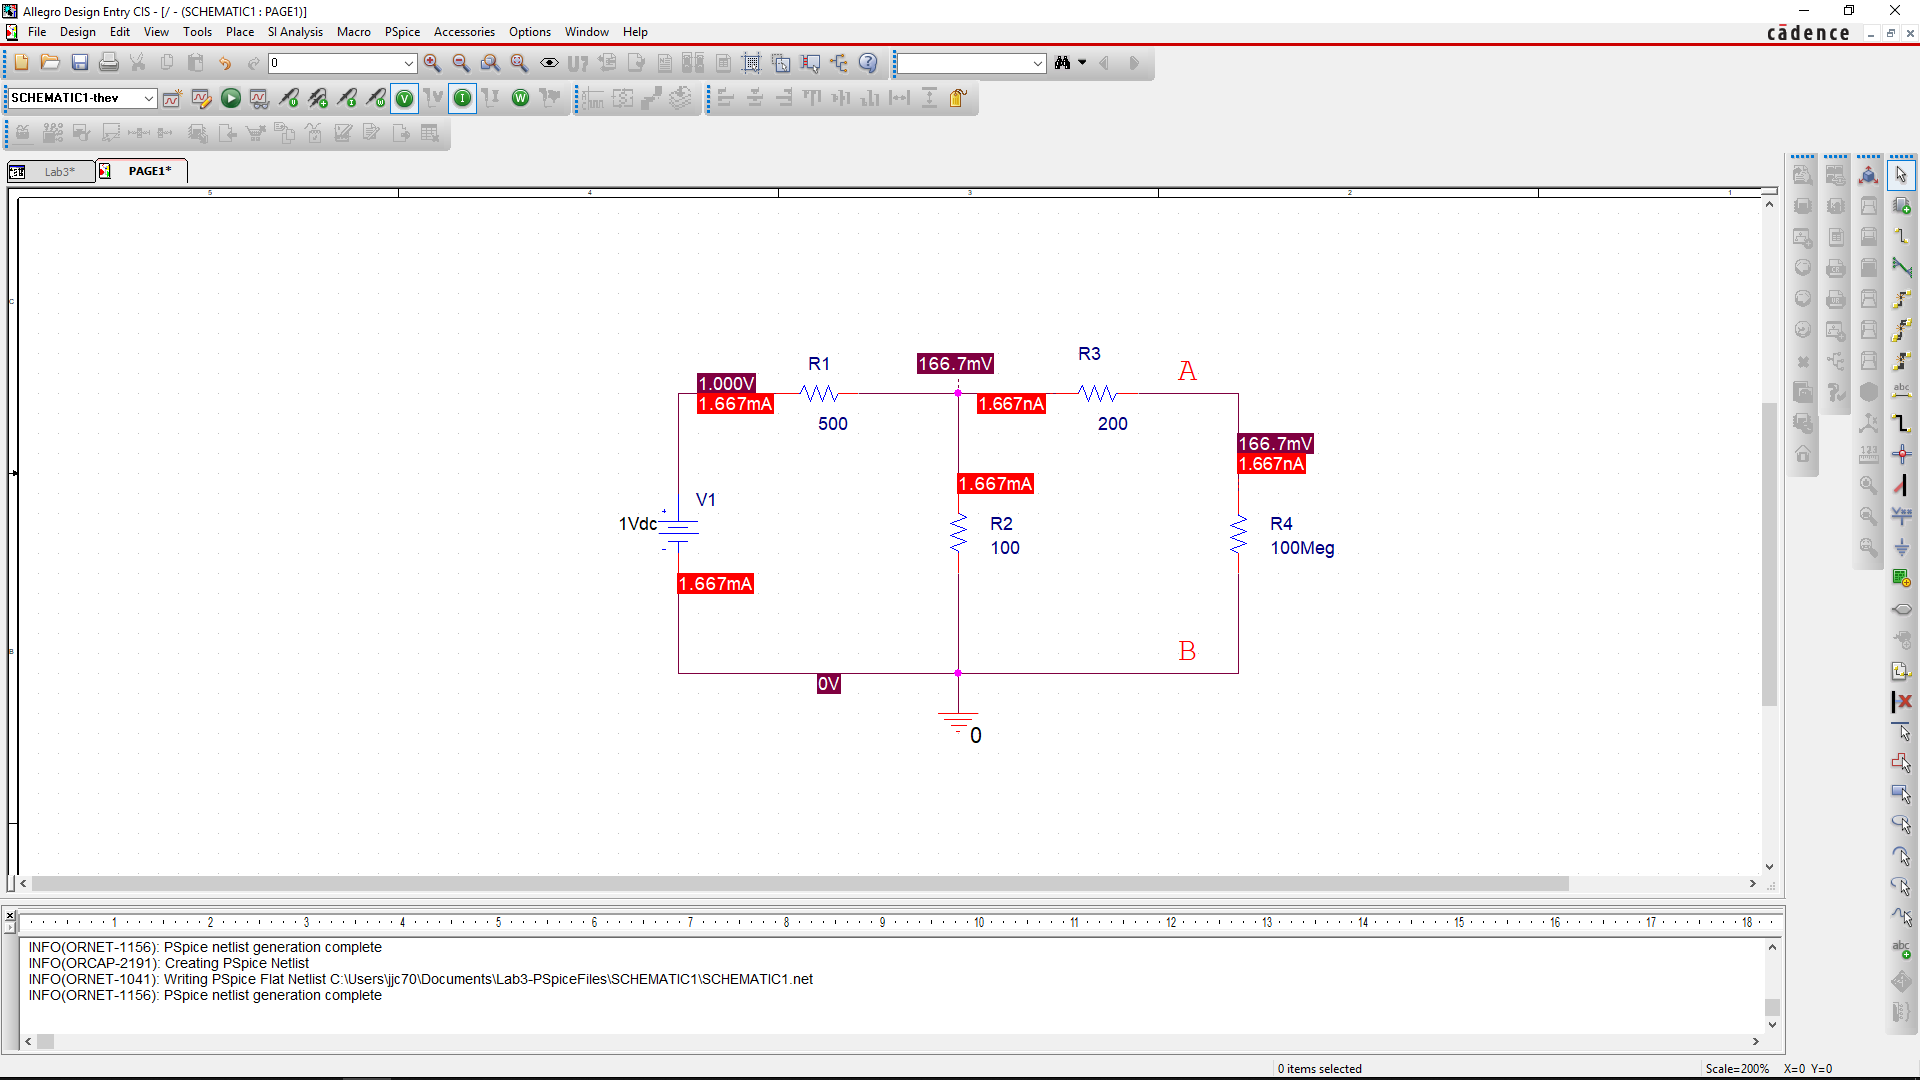 Allegro Design Entry CIS - [/ - (SCHEMATIC1 : PAGE1)]
File Design Edit View Tools Place SI Analysis Macro PSpice Accessories Options Window Help
cādence
0
SCHEMATIC1-thev
Lab3*
PAGE1*
5 4 3 2 1
C
B
R1
500
1.000V
1.667mA
166.7mV
1.667nA
R3
200
A
166.7mV
1.667nA
1.667mA
V1
1Vdc
+
-
R2
100
R4
100Meg
1.667mA
B
0V
0
1 2 3 4 5 6 7 8 9 10 11 12 13 14 15 16 17 18
INFO(ORNET-1156): PSpice netlist generation complete
INFO(ORCAP-2191): Creating PSpice Netlist
INFO(ORNET-1041): Writing PSpice Flat Netlist C:\Users\jjc70\Documents\Lab3-PSpiceFiles\SCHEMATIC1\SCHEMATIC1.net
INFO(ORNET-1156): PSpice netlist generation complete
0 items selected
Scale=200% X=0 Y=0